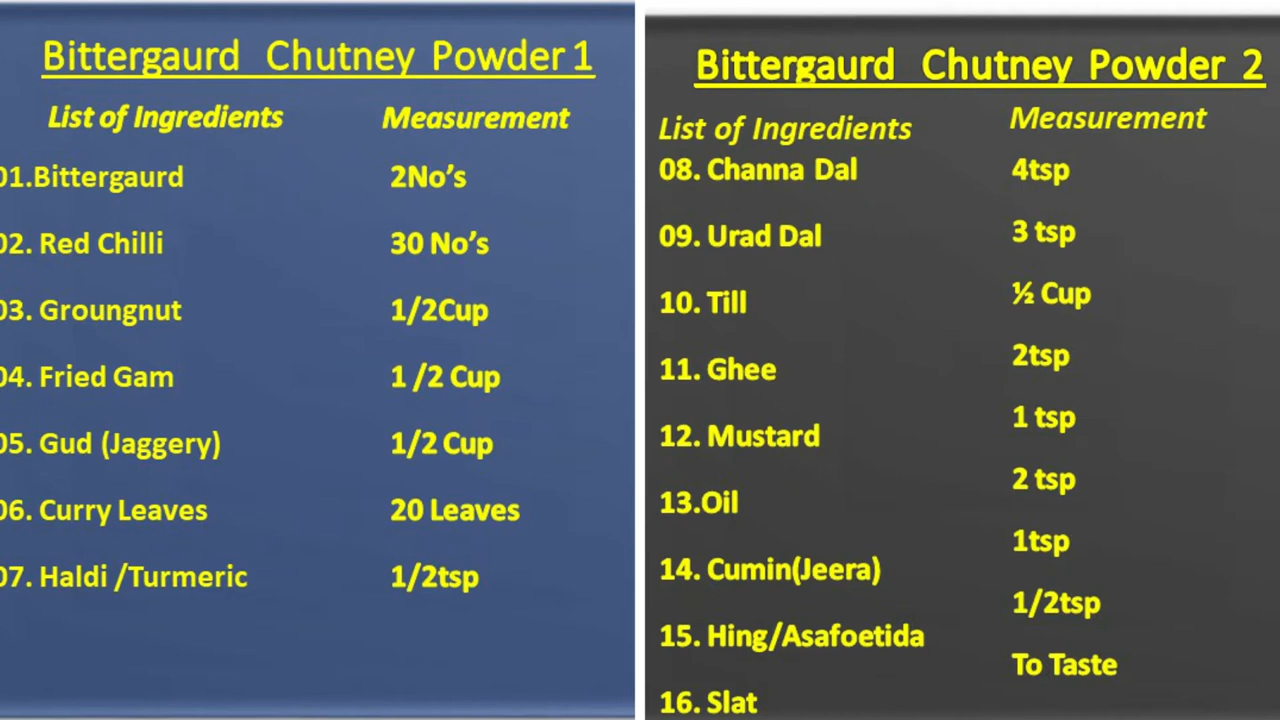 Bittergaurd Chutney Powder 1
List of Ingredients Measurement
01.Bittergaurd 2No's
02. Red Chilli 30 No's
03. Groungnut 1/2Cup
04. Fried Gam 1 /2 Cup
05. Gud (Jaggery) 1/2 Cup
06. Curry Leaves 20 Leaves
07. Haldi /Turmeric 1/2tsp
Bittergaurd Chutney Powder 2
List of Ingredients Measurement
08. Channa Dal 4tsp
09. Urad Dal 3 tsp
10. Till ½ Cup
11. Ghee 2tsp
12. Mustard 1 tsp
13.Oil 2 tsp
14. Cumin(Jeera) 1tsp
15. Hing/Asafoetida 1/2tsp
16. Slat To Taste